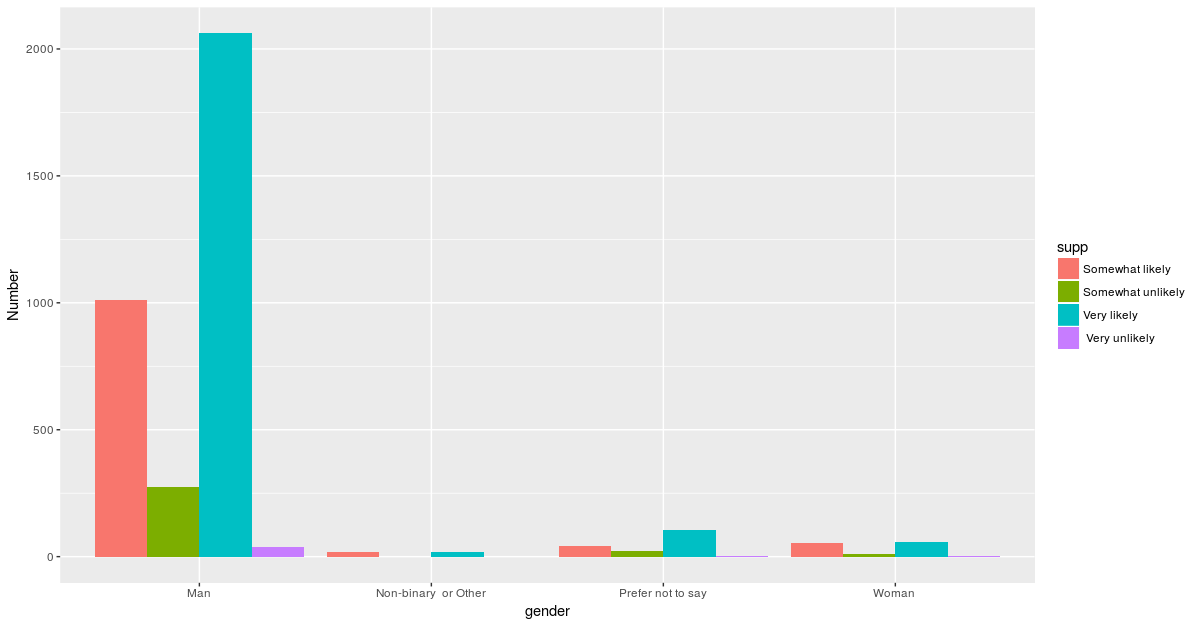 2000
1500
1000
500
0
Number
Man
Non-binary  or Other
Prefer not to say
Woman
gender
supp
Somewhat likely
Somewhat unlikely
Very likely
Very unlikely